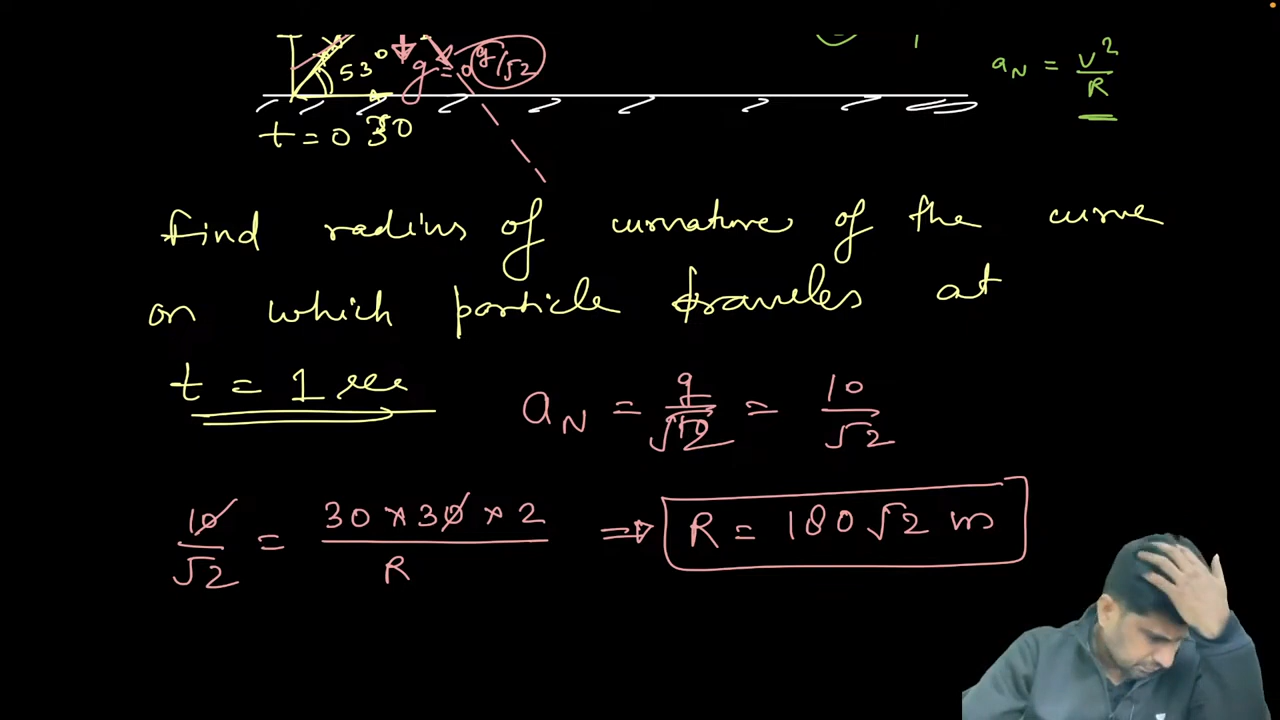 53° g = g/√2
a_N = v²/R
t = 0 30
find radius of curvature of the curve
on which particle traveles at
t = 1 sec
a_N = g/√2 = 10/√2
10/√2 = 30 × 30 × 2/R ⇒ R = 180√2 m